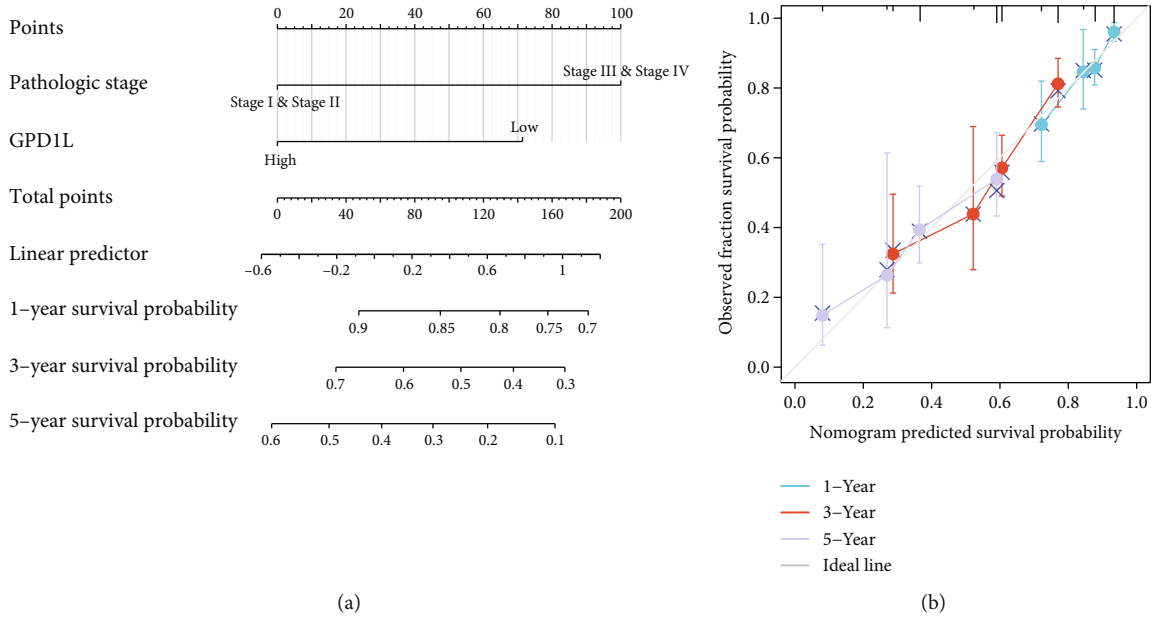 Points
0 20 40 60 80 100
Pathologic stage
Stage III & Stage IV
Stage I & Stage II
GPD1L
Low
High
Total points
0 40 80 120 160 200
Linear predictor
−0.6 −0.2 0.2 0.6 1
1−year survival probability
0.9 0.85 0.8 0.75 0.7
3−year survival probability
0.7 0.6 0.5 0.4 0.3
5−year survival probability
0.6 0.5 0.4 0.3 0.2 0.1
(a)
Observed fraction survival probability
1.0
0.8
0.6
0.4
0.2
0.0
0.0 0.2 0.4 0.6 0.8 1.0
Nomogram predicted survival probability
1−Year
3−Year
5−Year
Ideal line
(b)